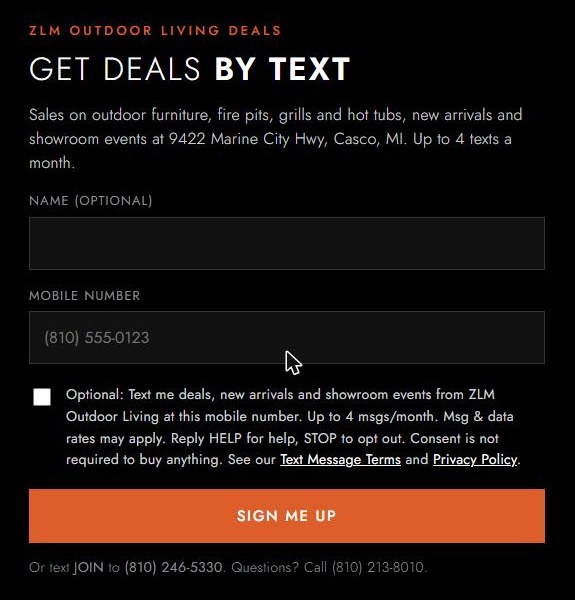 ZLM OUTDOOR LIVING DEALS
GET DEALS BY TEXT
Sales on outdoor furniture, fire pits, grills and hot tubs, new arrivals and
showroom events at 9422 Marine City Hwy, Casco, MI. Up to 4 texts a
month.
NAME (OPTIONAL)
MOBILE NUMBER
(810) 555-0123
Optional: Text me deals, new arrivals and showroom events from ZLM
Outdoor Living at this mobile number. Up to 4 msgs/month. Msg & data
rates may apply. Reply HELP for help, STOP to opt out. Consent is not
required to buy anything. See our Text Message Terms and Privacy Policy.
SIGN ME UP
Or text JOIN to (810) 246-5330. Questions? Call (810) 213-8010.